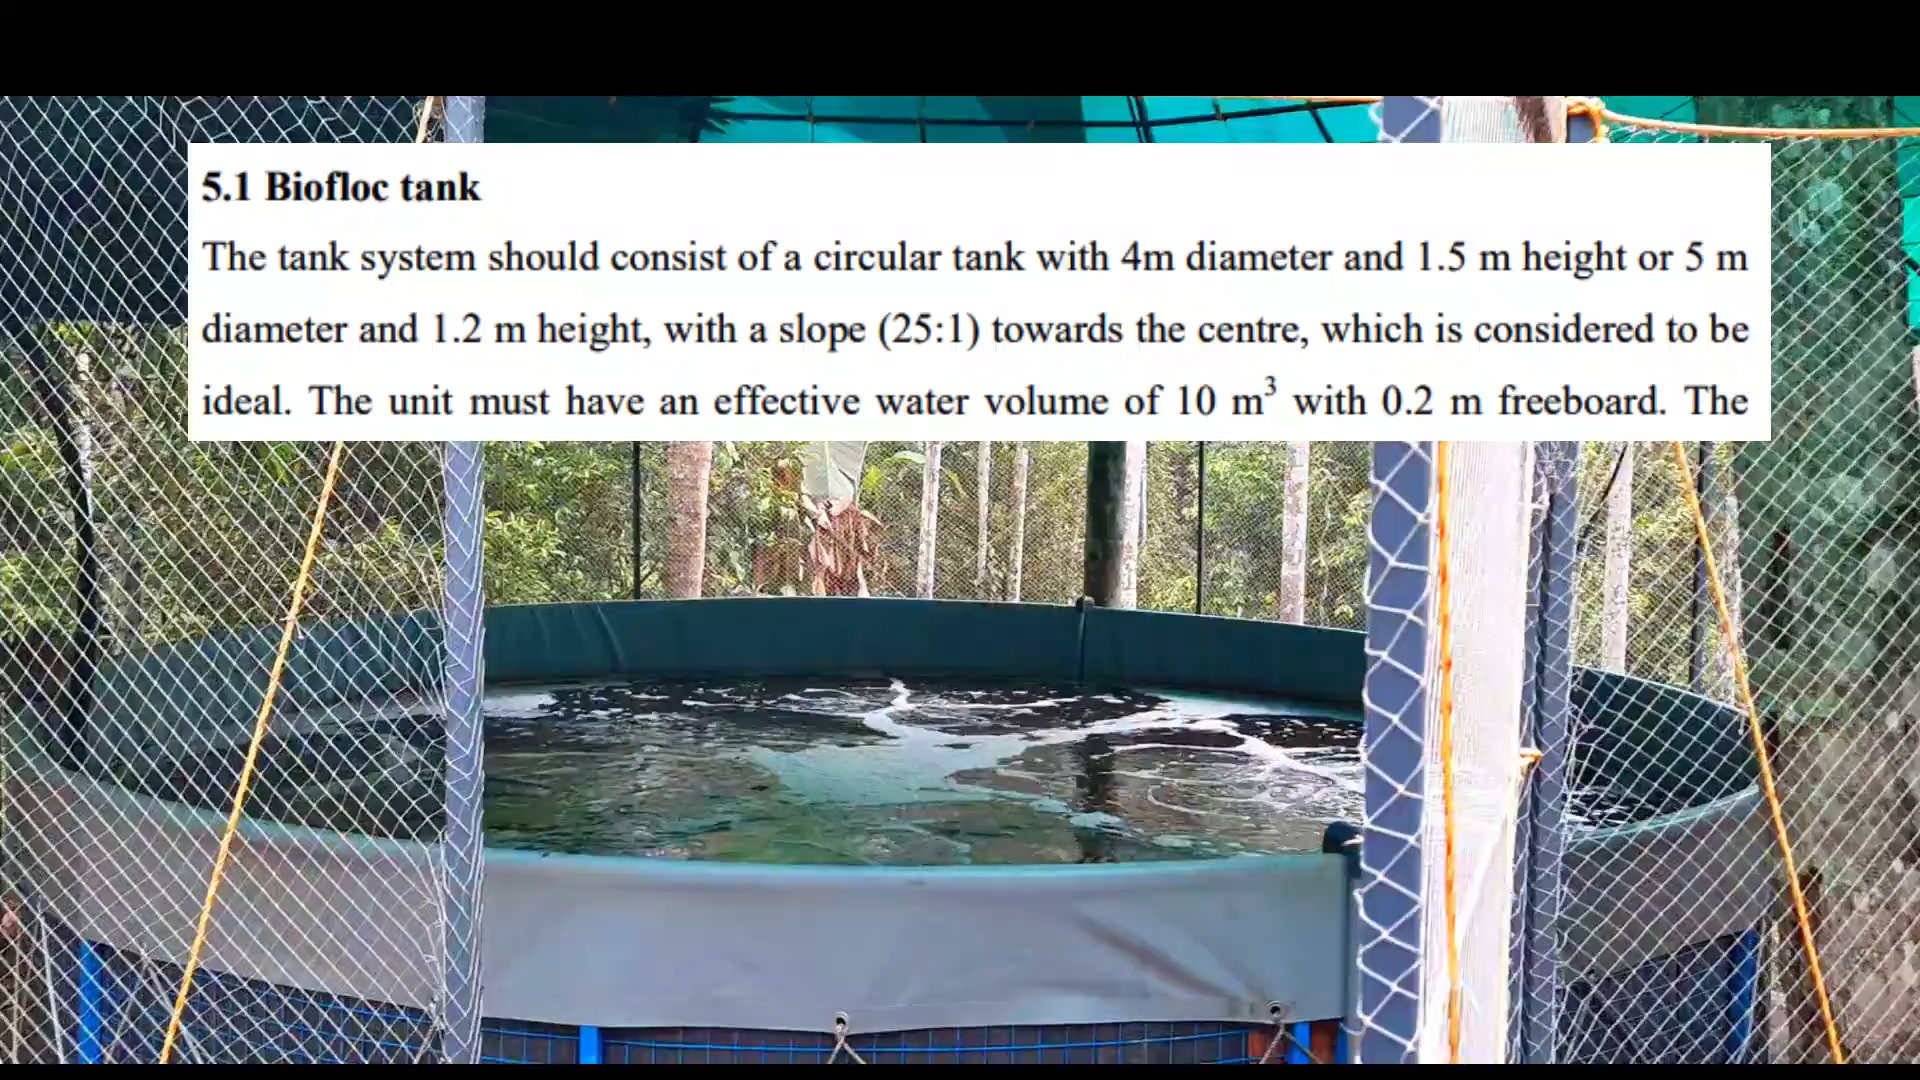 5.1 Biofloc tank
The tank system should consist of a circular tank with 4m diameter and 1.5 m height or 5 m
diameter and 1.2 m height, with a slope (25:1) towards the centre, which is considered to be
ideal. The unit must have an effective water volume of 10 m³ with 0.2 m freeboard. The